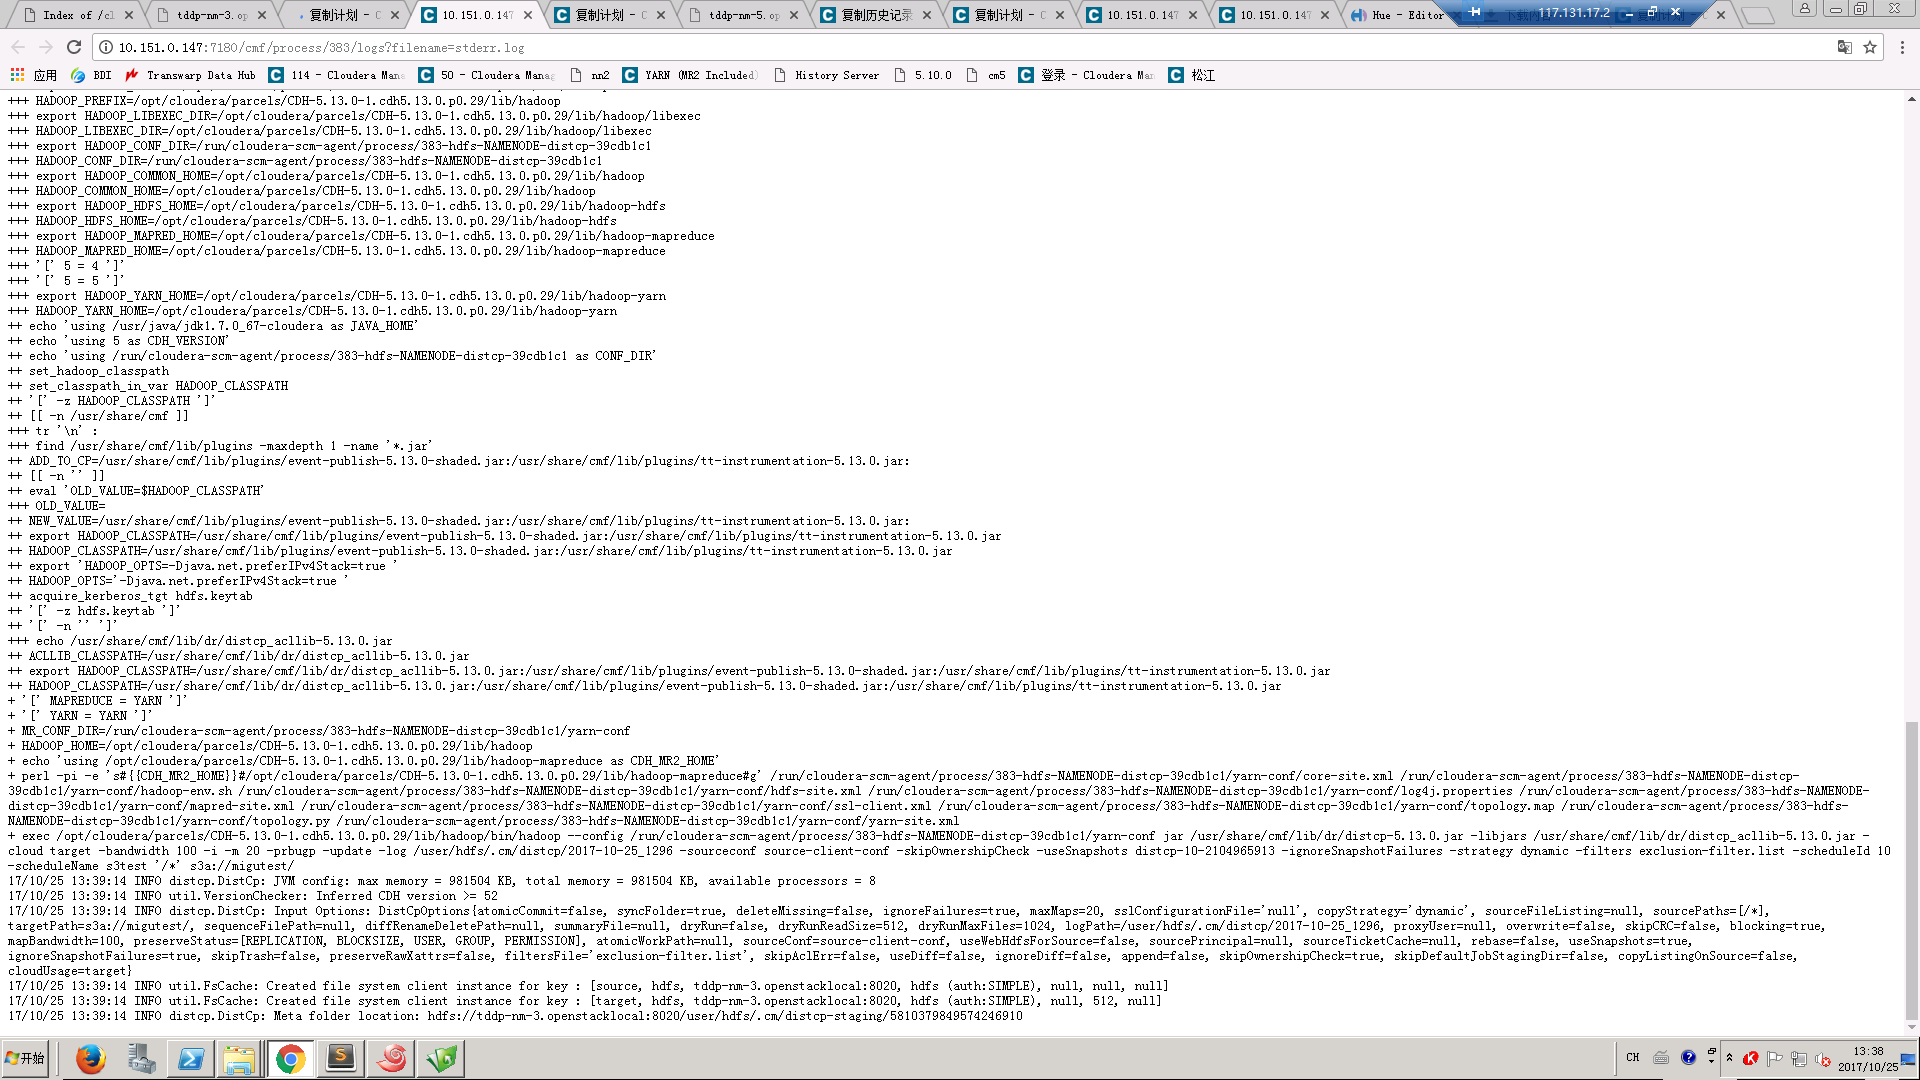 Index of /cl
tddp-nm-3.op
复制计划 - C
10.151.0.147
复制计划 - C
tddp-nm-5.op
复制历史记录
复制计划 - C
10.151.0.147
10.151.0.147
Hue - Editor
117.131.17.2
10.151.0.147:7180/cmf/process/383/logs?filename=stderr.log
应用
BDI
Transwarp Data Hub
114 - Cloudera Mana
50 - Cloudera Manag
nn2
YARN (MR2 Included)
History Server
5.10.0
cm5
登录 - Cloudera Ma
松江
+++ HADOOP_PREFIX=/opt/cloudera/parcels/CDH-5.13.0-1.cdh5.13.0.p0.29/lib/hadoop
+++ export HADOOP_LIBEXEC_DIR=/opt/cloudera/parcels/CDH-5.13.0-1.cdh5.13.0.p0.29/lib/hadoop/libexec
+++ HADOOP_LIBEXEC_DIR=/opt/cloudera/parcels/CDH-5.13.0-1.cdh5.13.0.p0.29/lib/hadoop/libexec
+++ export HADOOP_CONF_DIR=/run/cloudera-scm-agent/process/383-hdfs-NAMENODE-distcp-39cdb1c1
+++ HADOOP_CONF_DIR=/run/cloudera-scm-agent/process/383-hdfs-NAMENODE-distcp-39cdb1c1
+++ export HADOOP_COMMON_HOME=/opt/cloudera/parcels/CDH-5.13.0-1.cdh5.13.0.p0.29/lib/hadoop
+++ HADOOP_COMMON_HOME=/opt/cloudera/parcels/CDH-5.13.0-1.cdh5.13.0.p0.29/lib/hadoop
+++ export HADOOP_HDFS_HOME=/opt/cloudera/parcels/CDH-5.13.0-1.cdh5.13.0.p0.29/lib/hadoop-hdfs
+++ HADOOP_HDFS_HOME=/opt/cloudera/parcels/CDH-5.13.0-1.cdh5.13.0.p0.29/lib/hadoop-hdfs
+++ export HADOOP_MAPRED_HOME=/opt/cloudera/parcels/CDH-5.13.0-1.cdh5.13.0.p0.29/lib/hadoop-mapreduce
+++ HADOOP_MAPRED_HOME=/opt/cloudera/parcels/CDH-5.13.0-1.cdh5.13.0.p0.29/lib/hadoop-mapreduce
+++ '[' 5 = 4 ']'
+++ '[' 5 = 5 ']'
+++ export HADOOP_YARN_HOME=/opt/cloudera/parcels/CDH-5.13.0-1.cdh5.13.0.p0.29/lib/hadoop-yarn
+++ HADOOP_YARN_HOME=/opt/cloudera/parcels/CDH-5.13.0-1.cdh5.13.0.p0.29/lib/hadoop-yarn
++ echo 'using /usr/java/jdk1.7.0_67-cloudera as JAVA_HOME'
++ echo 'using 5 as CDH_VERSION'
++ echo 'using /run/cloudera-scm-agent/process/383-hdfs-NAMENODE-distcp-39cdb1c1 as CONF_DIR'
++ set_hadoop_classpath
++ set_classpath_in_var HADOOP_CLASSPATH
++ '[' -z HADOOP_CLASSPATH ']'
++ [[ -n /usr/share/cmf ]]
+++ tr '\n' :
+++ find /usr/share/cmf/lib/plugins -maxdepth 1 -name '*.jar'
++ ADD_TO_CP=/usr/share/cmf/lib/plugins/event-publish-5.13.0-shaded.jar:/usr/share/cmf/lib/plugins/tt-instrumentation-5.13.0.jar:
++ [[ -n '' ]]
++ eval 'OLD_VALUE=$HADOOP_CLASSPATH'
+++ OLD_VALUE=
++ NEW_VALUE=/usr/share/cmf/lib/plugins/event-publish-5.13.0-shaded.jar:/usr/share/cmf/lib/plugins/tt-instrumentation-5.13.0.jar:
++ export HADOOP_CLASSPATH=/usr/share/cmf/lib/plugins/event-publish-5.13.0-shaded.jar:/usr/share/cmf/lib/plugins/tt-instrumentation-5.13.0.jar
++ HADOOP_CLASSPATH=/usr/share/cmf/lib/plugins/event-publish-5.13.0-shaded.jar:/usr/share/cmf/lib/plugins/tt-instrumentation-5.13.0.jar
++ export 'HADOOP_OPTS=-Djava.net.preferIPv4Stack=true '
++ HADOOP_OPTS='-Djava.net.preferIPv4Stack=true '
++ acquire_kerberos_tgt hdfs.keytab
++ '[' -z hdfs.keytab ']'
++ '[' -n '' ']'
+++ echo /usr/share/cmf/lib/dr/distcp_acllib-5.13.0.jar
++ ACLLIB_CLASSPATH=/usr/share/cmf/lib/dr/distcp_acllib-5.13.0.jar
++ export HADOOP_CLASSPATH=/usr/share/cmf/lib/dr/distcp_acllib-5.13.0.jar:/usr/share/cmf/lib/plugins/event-publish-5.13.0-shaded.jar:/usr/share/cmf/lib/plugins/tt-instrumentation-5.13.0.jar
++ HADOOP_CLASSPATH=/usr/share/cmf/lib/dr/distcp_acllib-5.13.0.jar:/usr/share/cmf/lib/plugins/event-publish-5.13.0-shaded.jar:/usr/share/cmf/lib/plugins/tt-instrumentation-5.13.0.jar
+ '[' MAPREDUCE = YARN ']'
+ '[' YARN = YARN ']'
+ MR_CONF_DIR=/run/cloudera-scm-agent/process/383-hdfs-NAMENODE-distcp-39cdb1c1/yarn-conf
+ HADOOP_HOME=/opt/cloudera/parcels/CDH-5.13.0-1.cdh5.13.0.p0.29/lib/hadoop
+ echo 'using /opt/cloudera/parcels/CDH-5.13.0-1.cdh5.13.0.p0.29/lib/hadoop-mapreduce as CDH_MR2_HOME'
+ perl -pi -e 's#{{CDH_MR2_HOME}}#/opt/cloudera/parcels/CDH-5.13.0-1.cdh5.13.0.p0.29/lib/hadoop-mapreduce#g' /run/cloudera-scm-agent/process/383-hdfs-NAMENODE-distcp-39cdb1c1/yarn-conf/core-site.xml /run/cloudera-scm-agent/process/383-hdfs-NAMENODE-distcp-
39cdb1c1/yarn-conf/hadoop-env.sh /run/cloudera-scm-agent/process/383-hdfs-NAMENODE-distcp-39cdb1c1/yarn-conf/hdfs-site.xml /run/cloudera-scm-agent/process/383-hdfs-NAMENODE-distcp-39cdb1c1/yarn-conf/log4j.properties /run/cloudera-scm-agent/process/383-hdfs-NAMENODE-
distcp-39cdb1c1/yarn-conf/mapred-site.xml /run/cloudera-scm-agent/process/383-hdfs-NAMENODE-distcp-39cdb1c1/yarn-conf/ssl-client.xml /run/cloudera-scm-agent/process/383-hdfs-NAMENODE-distcp-39cdb1c1/yarn-conf/topology.map /run/cloudera-scm-agent/process/383-hdfs-
NAMENODE-distcp-39cdb1c1/yarn-conf/topology.py /run/cloudera-scm-agent/process/383-hdfs-NAMENODE-distcp-39cdb1c1/yarn-conf/yarn-site.xml
+ exec /opt/cloudera/parcels/CDH-5.13.0-1.cdh5.13.0.p0.29/lib/hadoop/bin/hadoop --config /run/cloudera-scm-agent/process/383-hdfs-NAMENODE-distcp-39cdb1c1/yarn-conf jar /usr/share/cmf/lib/dr/distcp-5.13.0.jar -libjars /usr/share/cmf/lib/dr/distcp_acllib-5.13.0.jar -
cloud target -bandwidth 100 -i -m 20 -prbugp -update -log /user/hdfs/.cm/distcp/2017-10-25_1296 -sourceconf source-client-conf -skipOwnershipCheck -useSnapshots distcp-10-2104965913 -ignoreSnapshotFailures -strategy dynamic -filters exclusion-filter.list -scheduleId 10
-scheduleName s3test '/*' s3a://migutest/
17/10/25 13:39:14 INFO distcp.DistCp: JVM config: max memory = 981504 KB, total memory = 981504 KB, available processors = 8
17/10/25 13:39:14 INFO util.VersionChecker: Inferred CDH version >= 52
17/10/25 13:39:14 INFO distcp.DistCp: Input Options: DistCpOptions{atomicCommit=false, syncFolder=true, deleteMissing=false, ignoreFailures=true, maxMaps=20, sslConfigurationFile='null', copyStrategy='dynamic', sourceFileListing=null, sourcePaths=[/*],
targetPath=s3a://migutest/, sequenceFilePath=null, diffRenameDeletePath=null, summaryFile=null, dryRun=false, dryRunReadSize=512, dryRunMaxFiles=1024, logPath=/user/hdfs/.cm/distcp/2017-10-25_1296, proxyUser=null, overwrite=false, skipCRC=false, blocking=true,
mapBandwidth=100, preserveStatus=[REPLICATION, BLOCKSIZE, USER, GROUP, PERMISSION], atomicWorkPath=null, sourceConf=source-client-conf, useWebHdfsForSource=false, sourcePrincipal=null, sourceTicketCache=null, rebase=false, useSnapshots=true,
ignoreSnapshotFailures=true, skipTrash=false, preserveRawXattrs=false, filtersFile='exclusion-filter.list', skipAclErr=false, useDiff=false, ignoreDiff=false, append=false, skipOwnershipCheck=true, skipDefaultJobStagingDir=false, copyListingOnSource=false,
cloudUsage=target}
17/10/25 13:39:14 INFO util.FsCache: Created file system client instance for key : [source, hdfs, tddp-nm-3.openstacklocal:8020, hdfs (auth:SIMPLE), null, null, null]
17/10/25 13:39:14 INFO util.FsCache: Created file system client instance for key : [target, hdfs, tddp-nm-3.openstacklocal:8020, hdfs (auth:SIMPLE), null, 512, null]
17/10/25 13:39:14 INFO distcp.DistCp: Meta folder location: hdfs://tddp-nm-3.openstacklocal:8020/user/hdfs/.cm/distcp-staging/5810379849574246910
开始
CH
13:38
2017/10/25